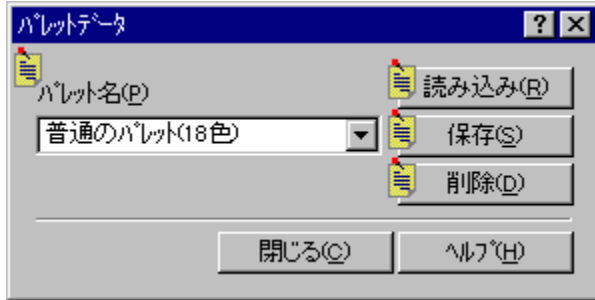 パレットデータ
パレット名(P)
読み込み(R)
普通のパレット(18色)
保存(S)
削除(D)
閉じる(C)
ヘルプ(H)